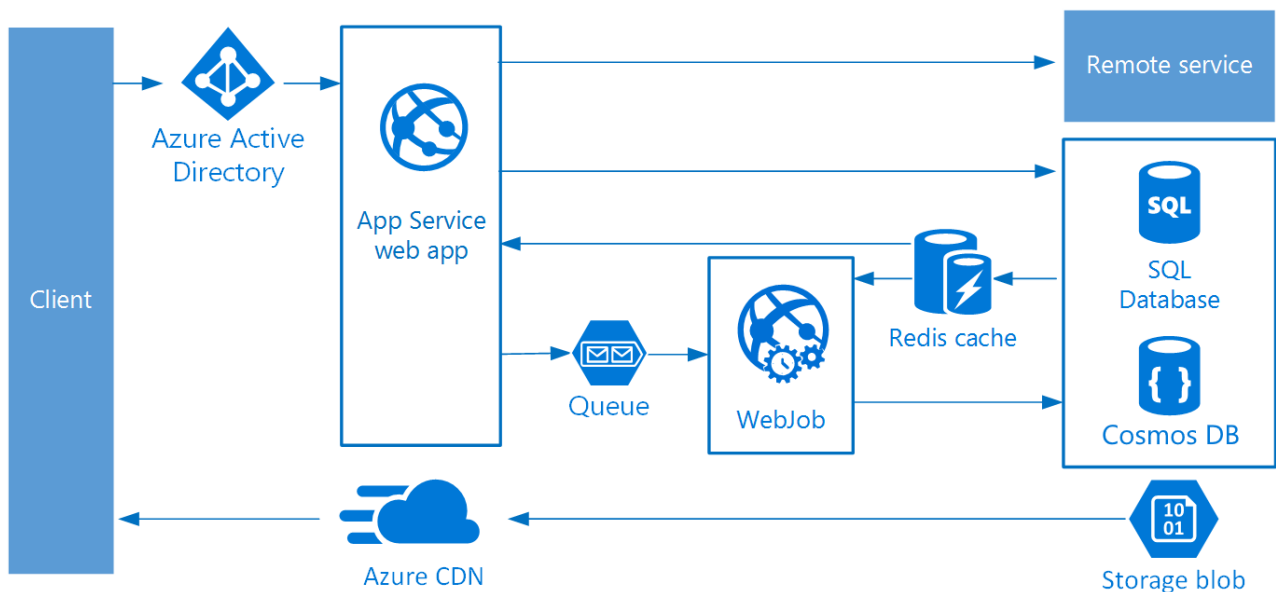 Client
Azure Active
Directory
App Service
web app
Remote service
SQL
SQL
Database
Redis cache
Queue
WebJob
{ }
Cosmos DB
Azure CDN
10
01
Storage blob